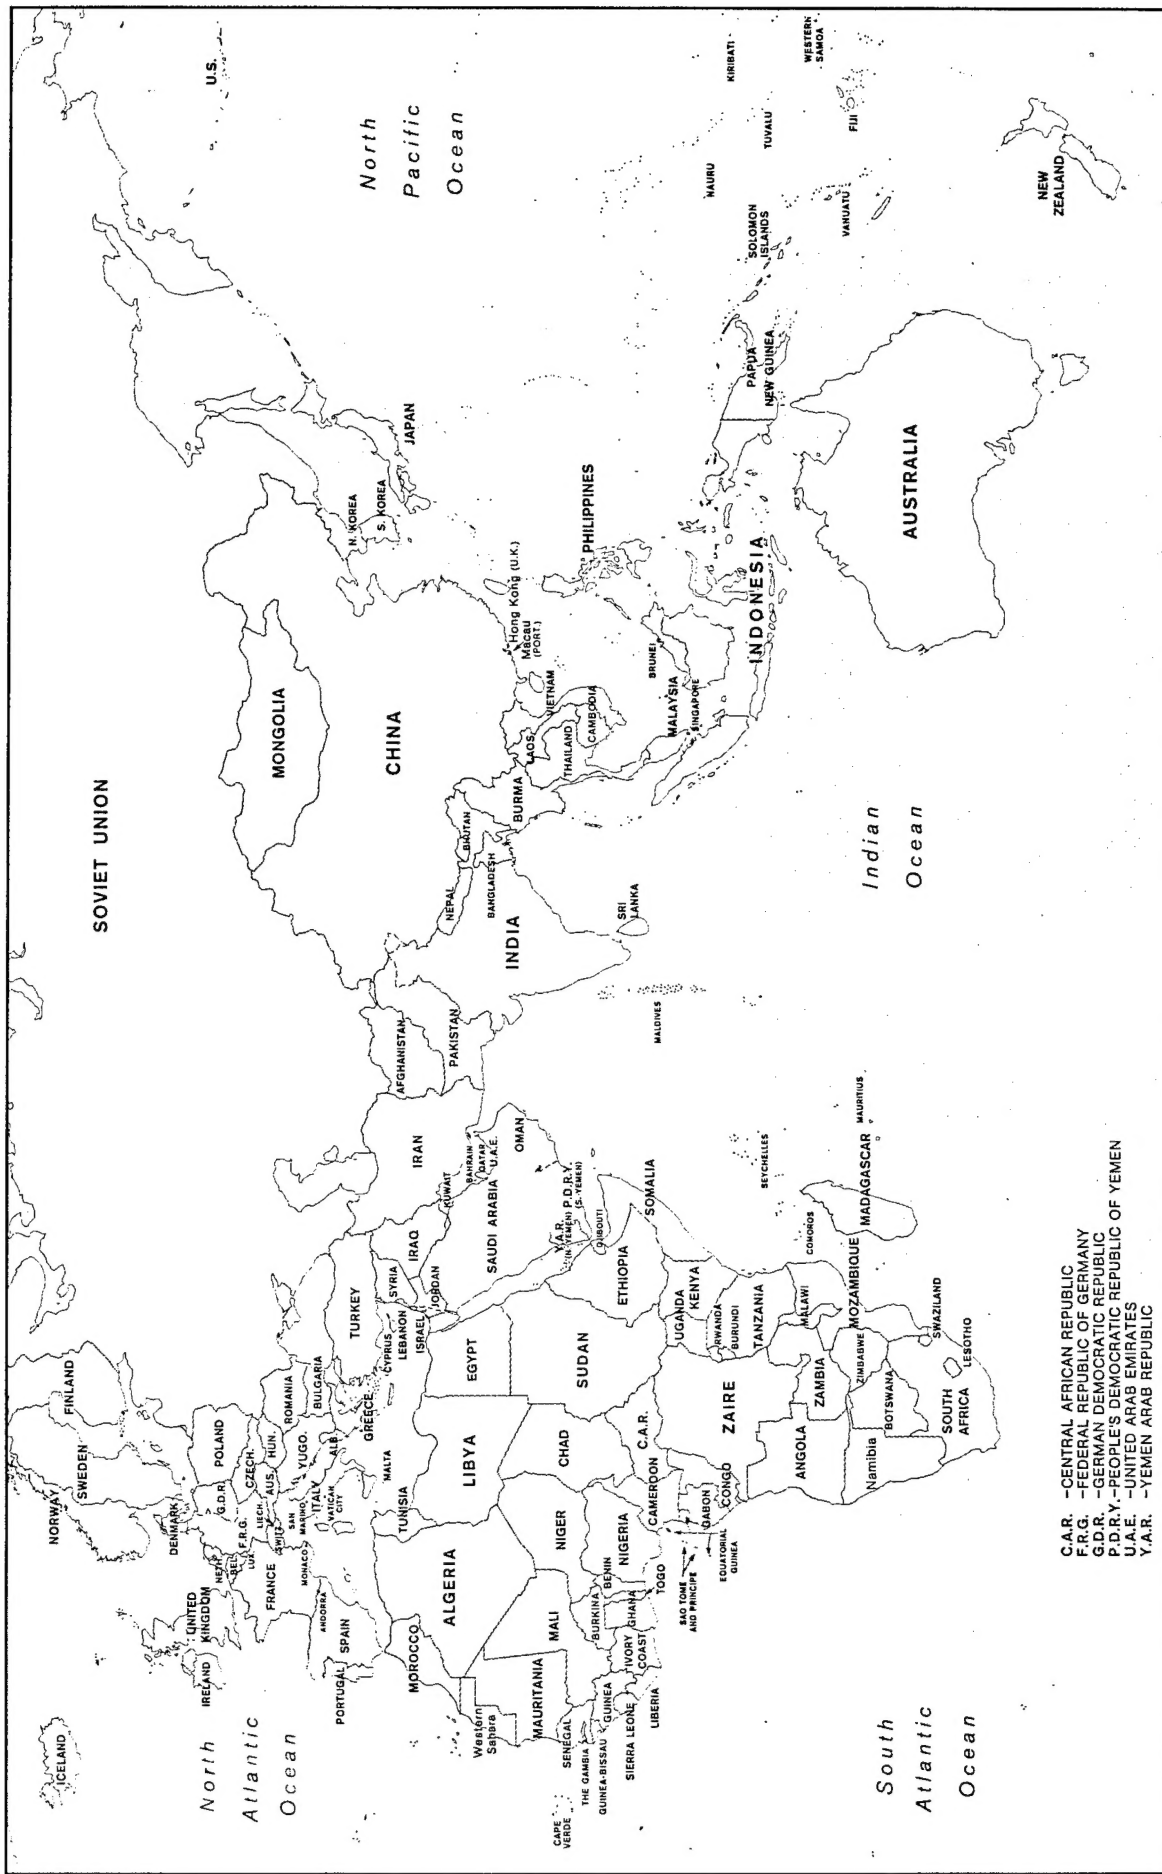 ICELAND
NORWAY
SWEDEN
FINLAND
SOVIET UNION
U.S.
DENMARK
UNITED
KINGDOM
IRELAND
NETH.
BEL.
LUX.
F.R.G.
G.D.R.
POLAND
CZECH.
LIECH.
AUS.
HUN.
ROMANIA
FRANCE
SWITZ.
SAN
MARINO
YUGO.
BULGARIA
MONACO
ITALY
VATICAN
CITY
ALB.
ANDORRA
SPAIN
PORTUGAL
GREECE
TURKEY
MALTA
CYPRUS
LEBANON
ISRAEL
SYRIA
JORDAN
IRAQ
IRAN
KUWAIT
BAHRAIN
QATAR
U.A.E.
SAUDI ARABIA
OMAN
Y.A.R.
(N. YEMEN)
P.D.R.Y.
(S. YEMEN)
AFGHANISTAN
PAKISTAN
INDIA
NEPAL
BHUTAN
BANGLADESH
SRI
LANKA
MALDIVES
MONGOLIA
CHINA
N. KOREA
S. KOREA
JAPAN
Hong Kong (U.K.)
Macau
(PORT.)
BURMA
LAOS
VIETNAM
THAILAND
CAMBODIA
PHILIPPINES
BRUNEI
MALAYSIA
SINGAPORE
INDONESIA
PAPUA
NEW GUINEA
SOLOMON
ISLANDS
NAURU
KIRIBATI
TUVALU
WESTERN
SAMOA
FIJI
VANUATU
AUSTRALIA
NEW
ZEALAND
North
Pacific
Ocean
North
Atlantic
Ocean
Indian
Ocean
South
Atlantic
Ocean
MOROCCO
ALGERIA
TUNISIA
LIBYA
EGYPT
Western
Sahara
MAURITANIA
MALI
NIGER
CHAD
SUDAN
ETHIOPIA
DJIBOUTI
SOMALIA
CAPE
VERDE
SENEGAL
THE GAMBIA
GUINEA-BISSAU
GUINEA
SIERRA LEONE
LIBERIA
IVORY
COAST
BURKINA
GHANA
TOGO
BENIN
NIGERIA
CAMEROON
C.A.R.
SAO TOME
AND PRINCIPE
EQUATORIAL
GUINEA
GABON
CONGO
ZAIRE
UGANDA
KENYA
RWANDA
BURUNDI
TANZANIA
SEYCHELLES
ANGOLA
ZAMBIA
MALAWI
MOZAMBIQUE
COMOROS
MADAGASCAR
MAURITIUS
Namibia
BOTSWANA
ZIMBABWE
SOUTH
AFRICA
SWAZILAND
LESOTHO
C.A.R. -CENTRAL AFRICAN REPUBLIC
F.R.G. -FEDERAL REPUBLIC OF GERMANY
G.D.R. -GERMAN DEMOCRATIC REPUBLIC
P.D.R.Y.-PEOPLE'S DEMOCRATIC REPUBLIC OF YEMEN
U.A.E. -UNITED ARAB EMIRATES
Y.A.R. -YEMEN ARAB REPUBLIC